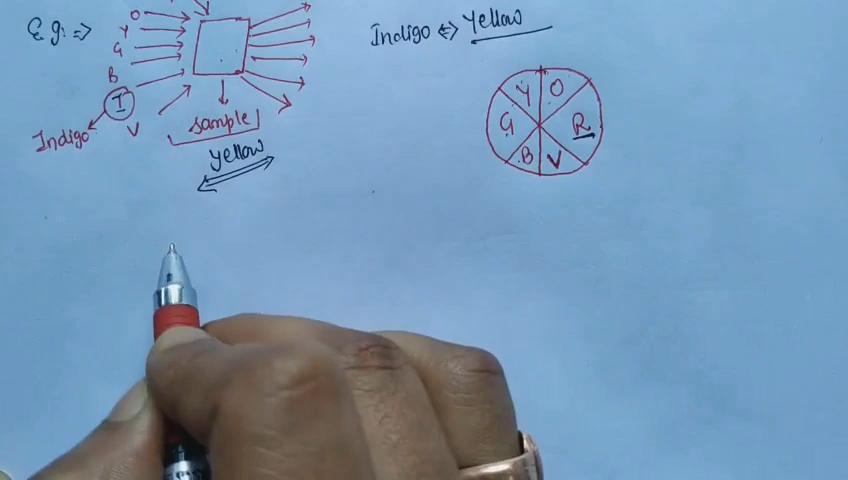 E.g. :=>
O
Y
G
B
I
V
Indigo
sample
yellow
Indigo <=> Yellow
Y O
G R
B V